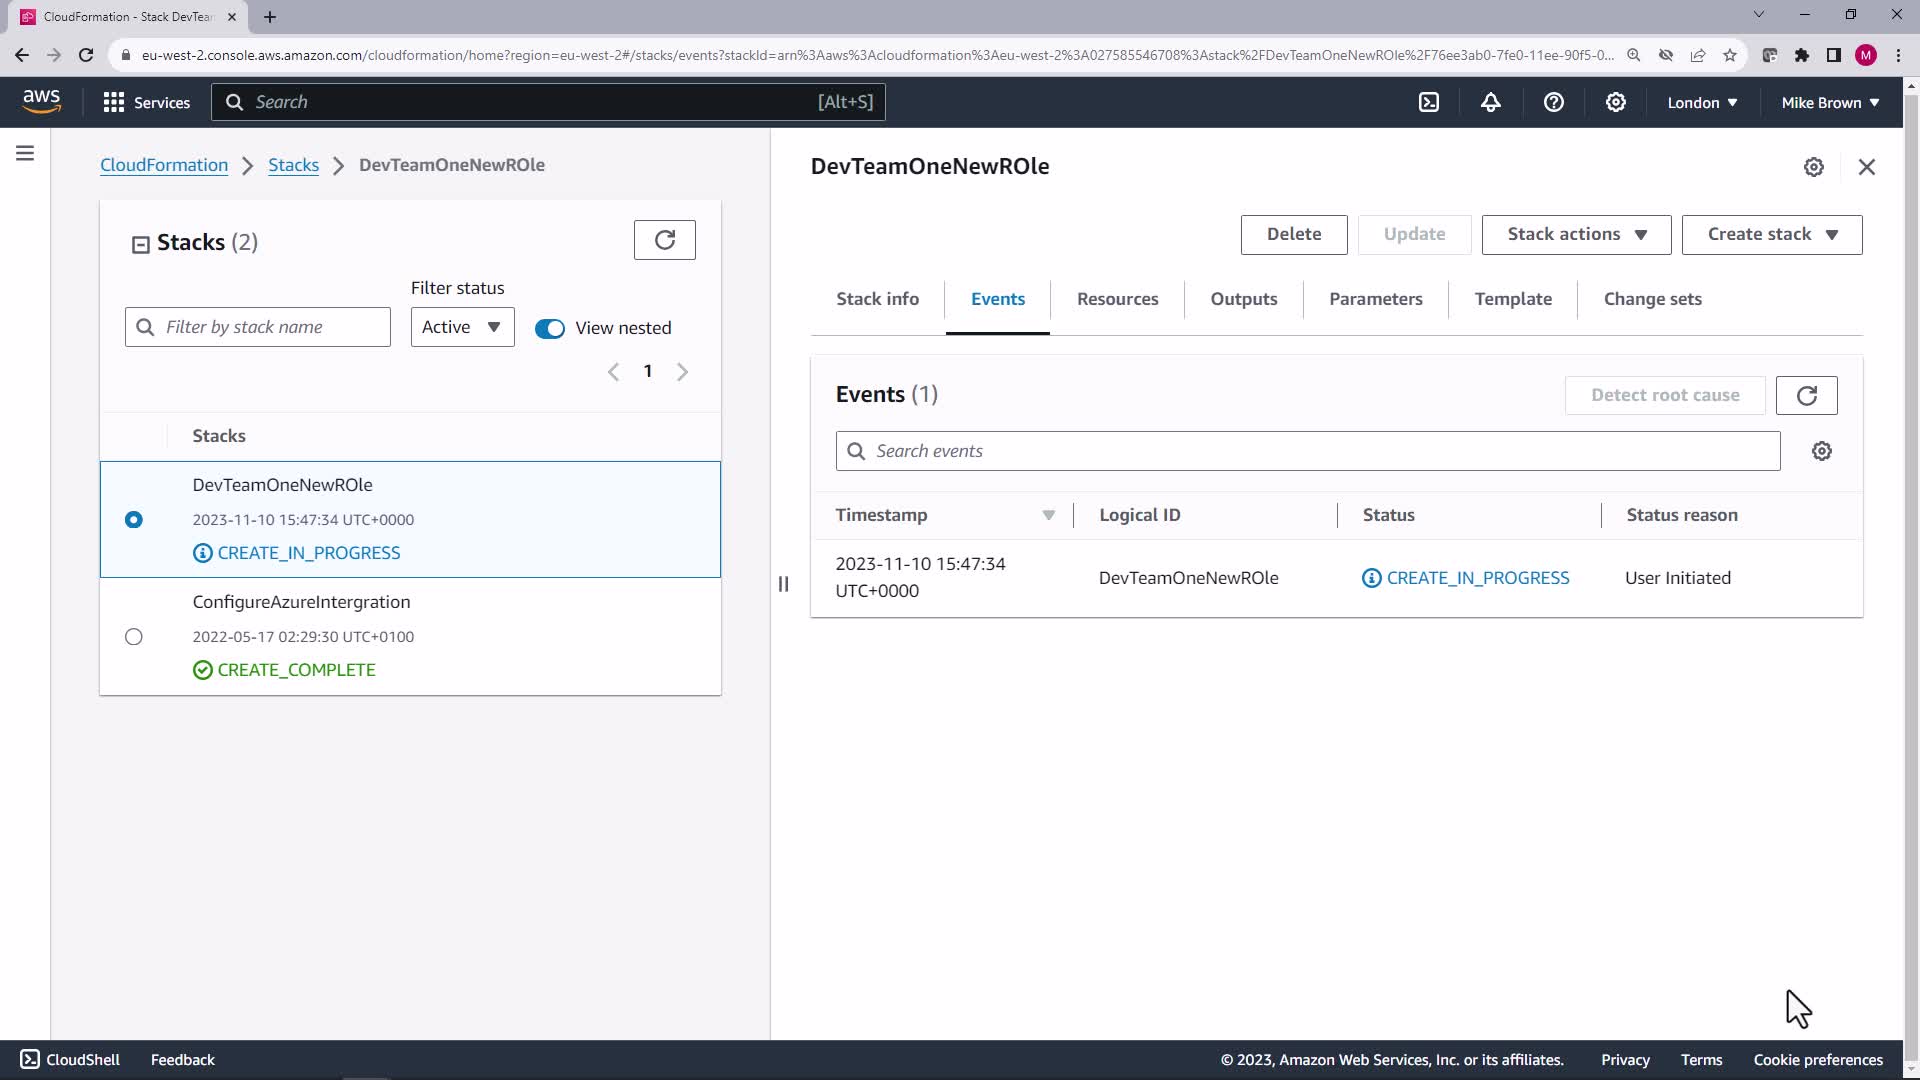 CloudFormation - Stack DevTea
eu-west-2.console.aws.amazon.com/cloudformation/home?region=eu-west-2#/stacks/events?stackId=arn%3Aaws%3Acloudformation%3Aeu-west-2%3A027585546708%3Astack%2FDevTeamOneNewROle%2F76ee3ab0-7fe0-11ee-90f5-0...
M
aws Services Search [Alt+S] London Mike Brown
CloudFormation Stacks DevTeamOneNewROle
Stacks (2)
Filter status
Filter by stack name Active View nested
1
Stacks
DevTeamOneNewROle
2023-11-10 15:47:34 UTC+0000
CREATE_IN_PROGRESS
ConfigureAzureIntergration
2022-05-17 02:29:30 UTC+0100
CREATE_COMPLETE
DevTeamOneNewROle
Delete Update Stack actions Create stack
Stack info Events Resources Outputs Parameters Template Change sets
Events (1) Detect root cause
Search events
Timestamp Logical ID Status Status reason
2023-11-10 15:47:34
UTC+0000
DevTeamOneNewROle CREATE_IN_PROGRESS User Initiated
CloudShell Feedback © 2023, Amazon Web Services, Inc. or its affiliates. Privacy Terms Cookie preferences